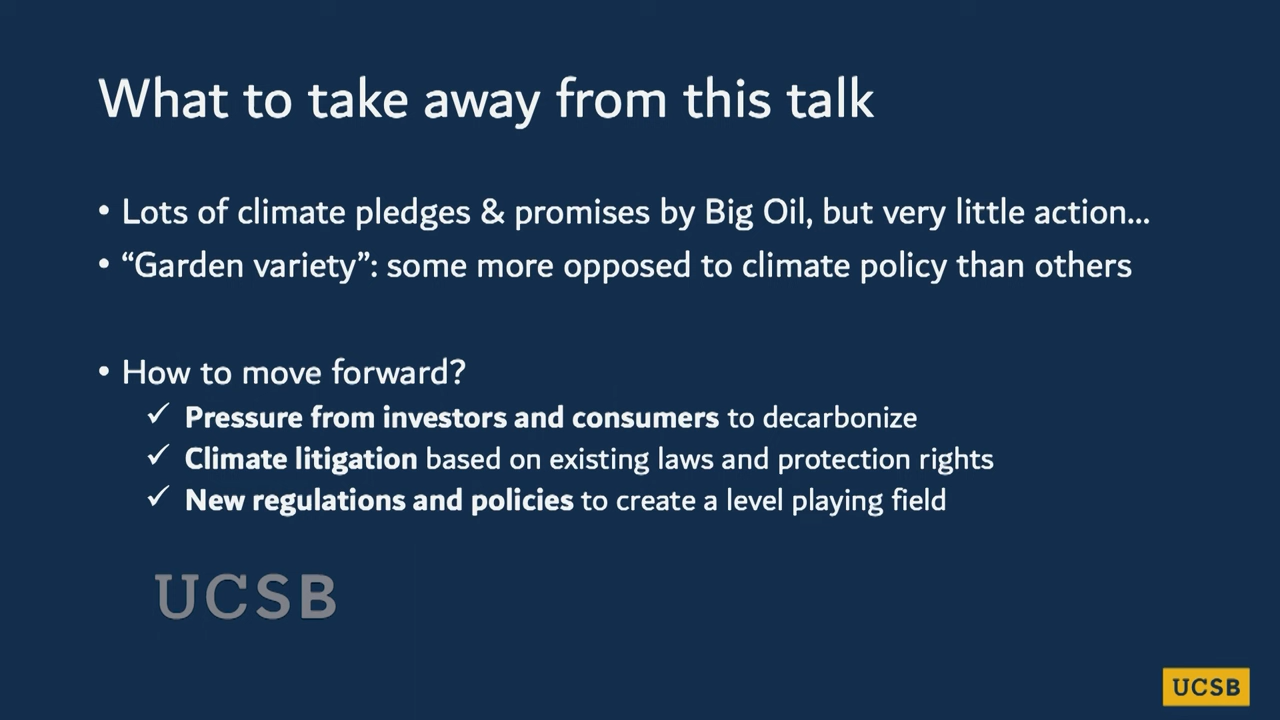 What to take away from this talk
• Lots of climate pledges & promises by Big Oil, but very little action...
• “Garden variety”: some more opposed to climate policy than others
• How to move forward?
✓ Pressure from investors and consumers to decarbonize
✓ Climate litigation based on existing laws and protection rights
✓ New regulations and policies to create a level playing field
UCSB
UCSB